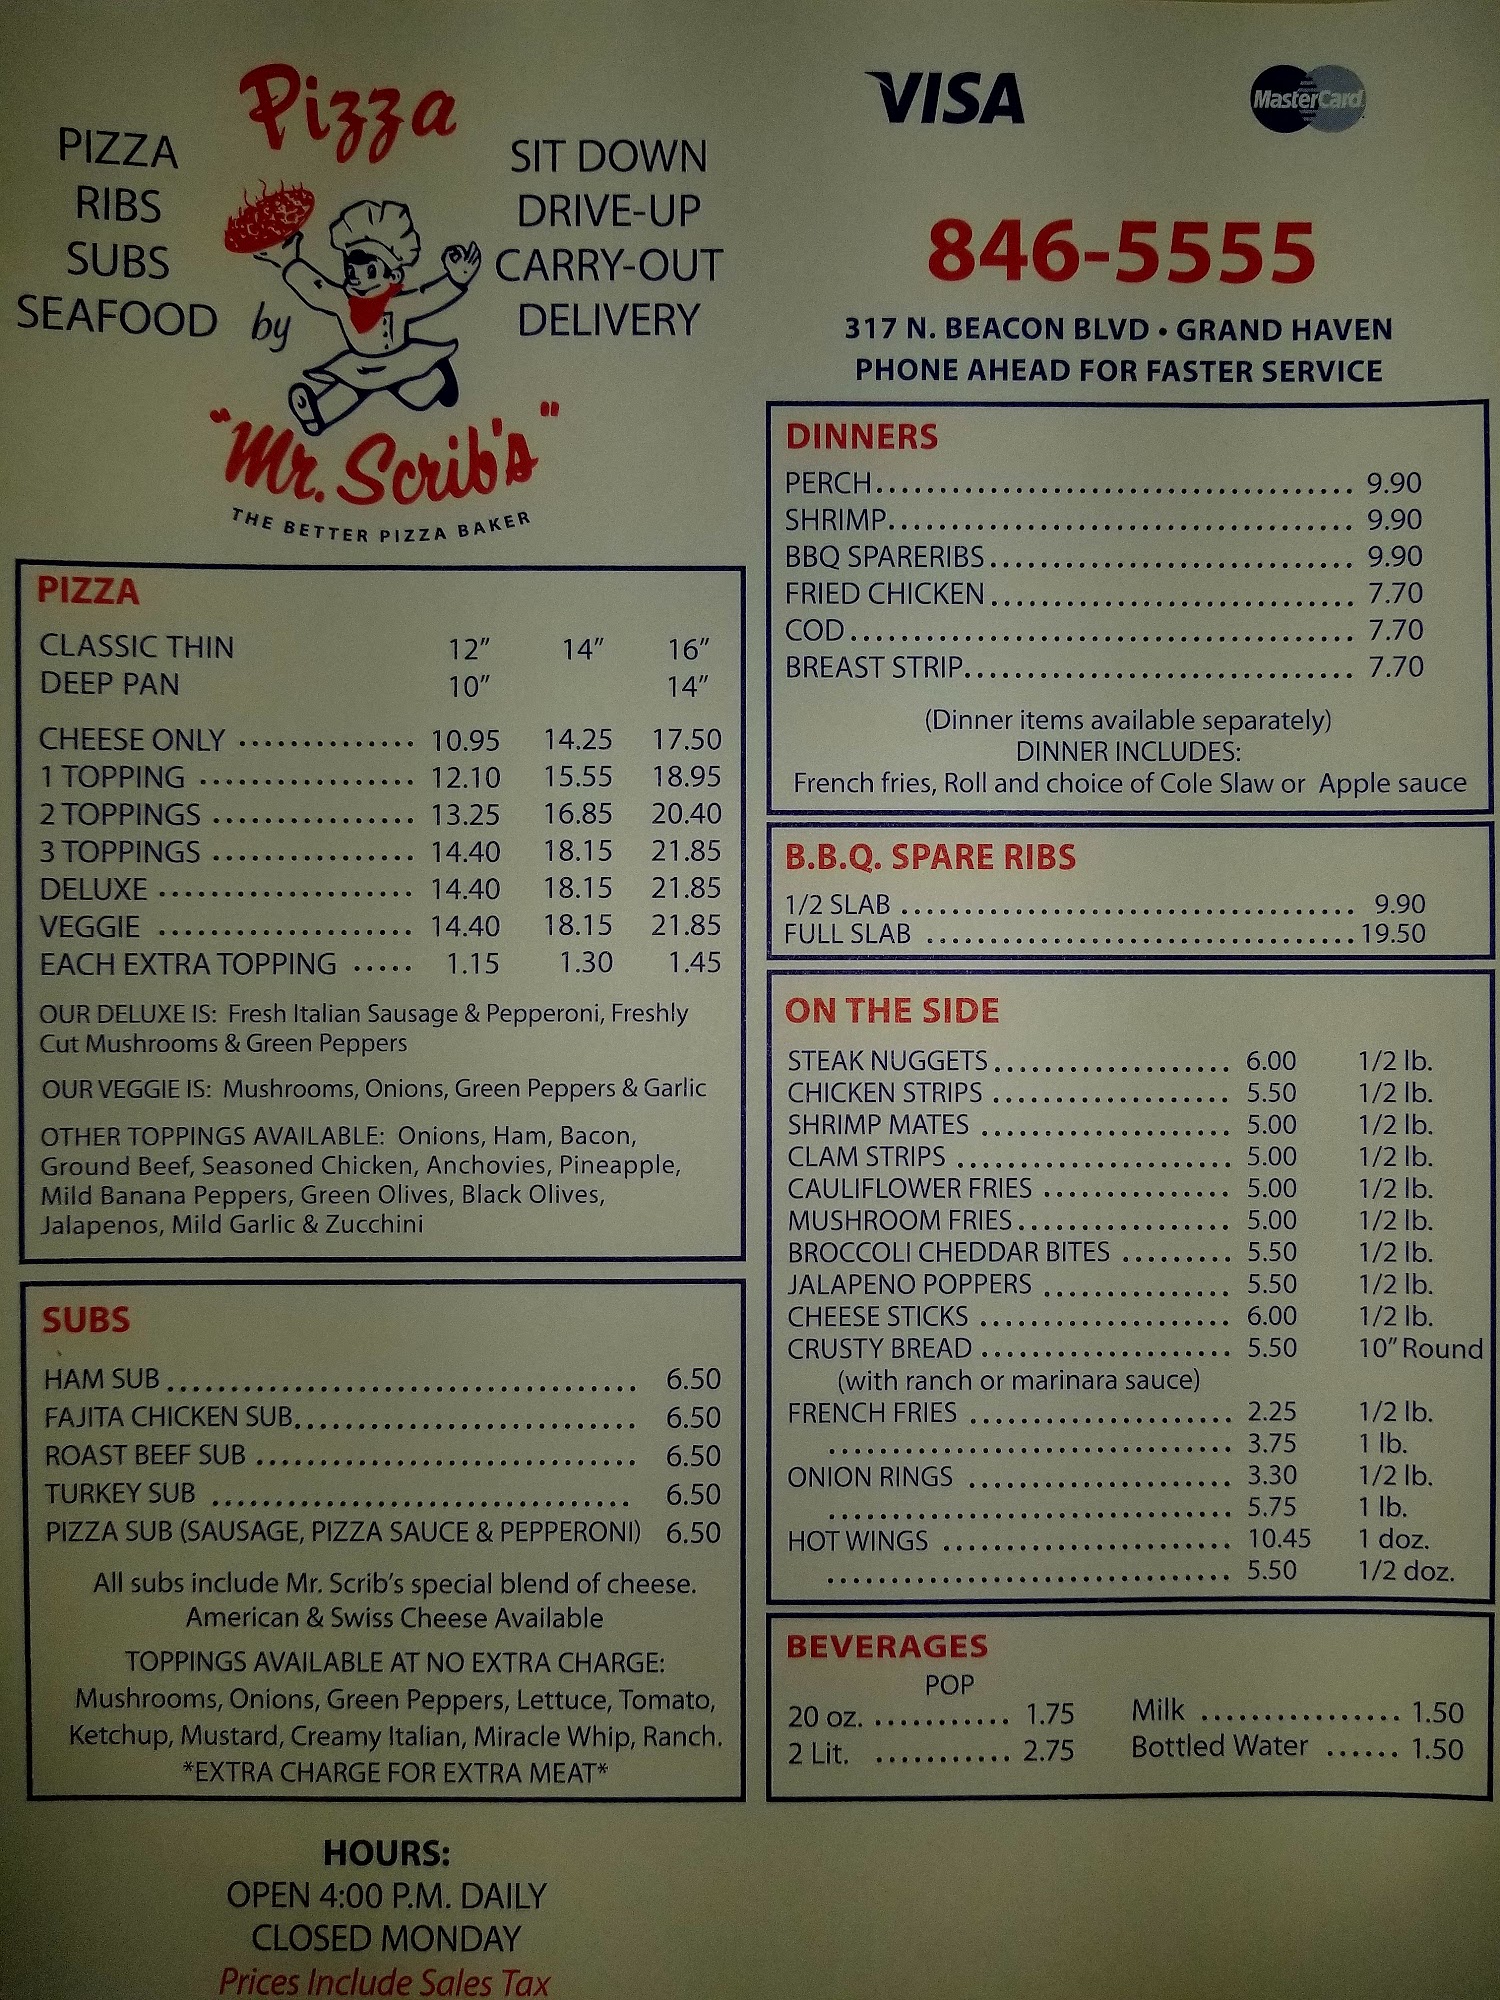 Pizza
PIZZA
RIBS
SUBS
SEAFOOD
by
SIT DOWN
DRIVE-UP
CARRY-OUT
DELIVERY
"Mr. Scrib's"
THE BETTER PIZZA BAKER
VISA
MasterCard
846-5555
317 N. BEACON BLVD • GRAND HAVEN
PHONE AHEAD FOR FASTER SERVICE
PIZZA
CLASSIC THIN 12" 14" 16"
DEEP PAN 10" 14"
CHEESE ONLY .............. 10.95 14.25 17.50
1 TOPPING ................. 12.10 15.55 18.95
2 TOPPINGS ................ 13.25 16.85 20.40
3 TOPPINGS ................ 14.40 18.15 21.85
DELUXE .................... 14.40 18.15 21.85
VEGGIE .................... 14.40 18.15 21.85
EACH EXTRA TOPPING ..... 1.15 1.30 1.45
OUR DELUXE IS: Fresh Italian Sausage & Pepperoni, Freshly
Cut Mushrooms & Green Peppers
OUR VEGGIE IS: Mushrooms, Onions, Green Peppers & Garlic
OTHER TOPPINGS AVAILABLE: Onions, Ham, Bacon,
Ground Beef, Seasoned Chicken, Anchovies, Pineapple,
Mild Banana Peppers, Green Olives, Black Olives,
Jalapenos, Mild Garlic & Zucchini
SUBS
HAM SUB..................................... 6.50
FAJITA CHICKEN SUB........................... 6.50
ROAST BEEF SUB .............................. 6.50
TURKEY SUB ................................. 6.50
PIZZA SUB (SAUSAGE, PIZZA SAUCE & PEPPERONI) 6.50
All subs include Mr. Scrib's special blend of cheese.
American & Swiss Cheese Available
TOPPINGS AVAILABLE AT NO EXTRA CHARGE:
Mushrooms, Onions, Green Peppers, Lettuce, Tomato,
Ketchup, Mustard, Creamy Italian, Miracle Whip, Ranch.
*EXTRA CHARGE FOR EXTRA MEAT*
HOURS:
OPEN 4:00 P.M. DAILY
CLOSED MONDAY
Prices Include Sales Tax
DINNERS
PERCH...................................... 9.90
SHRIMP..................................... 9.90
BBQ SPARERIBS............................. 9.90
FRIED CHICKEN............................. 7.70
COD........................................ 7.70
BREAST STRIP............................... 7.70
(Dinner items available separately)
DINNER INCLUDES:
French fries, Roll and choice of Cole Slaw or Apple sauce
B.B.Q. SPARE RIBS
1/2 SLAB .................................... 9.90
FULL SLAB ..................................19.50
ON THE SIDE
STEAK NUGGETS................... 6.00 1/2 lb.
CHICKEN STRIPS ................... 5.50 1/2 lb.
SHRIMP MATES .................... 5.00 1/2 lb.
CLAM STRIPS ...................... 5.00 1/2 lb.
CAULIFLOWER FRIES ............... 5.00 1/2 lb.
MUSHROOM FRIES................. 5.00 1/2 lb.
BROCCOLI CHEDDAR BITES ......... 5.50 1/2 lb.
JALAPENO POPPERS ............... 5.50 1/2 lb.
CHEESE STICKS .................... 6.00 1/2 lb.
CRUSTY BREAD .................... 5.50 10" Round
(with ranch or marinara sauce)
FRENCH FRIES ..................... 2.25 1/2 lb.
................................. 3.75 1 lb.
ONION RINGS ..................... 3.30 1/2 lb.
................................. 5.75 1 lb.
HOT WINGS ....................... 10.45 1 doz.
................................. 5.50 1/2 doz.
BEVERAGES
POP
20 oz. ........... 1.75 Milk ................ 1.50
2 Lit. ........... 2.75 Bottled Water ...... 1.50